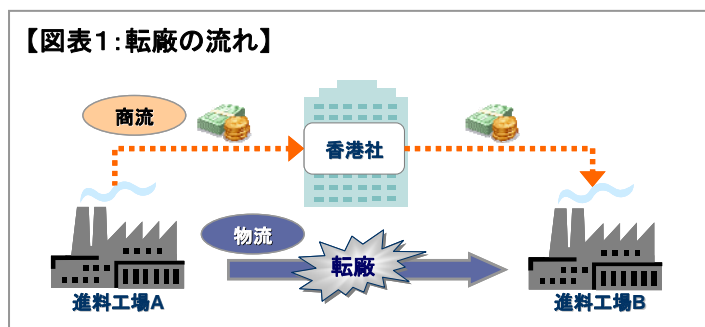 【図表1:転廠の流れ】
商流
香港社
物流
転廠
進料工場A
進料工場B